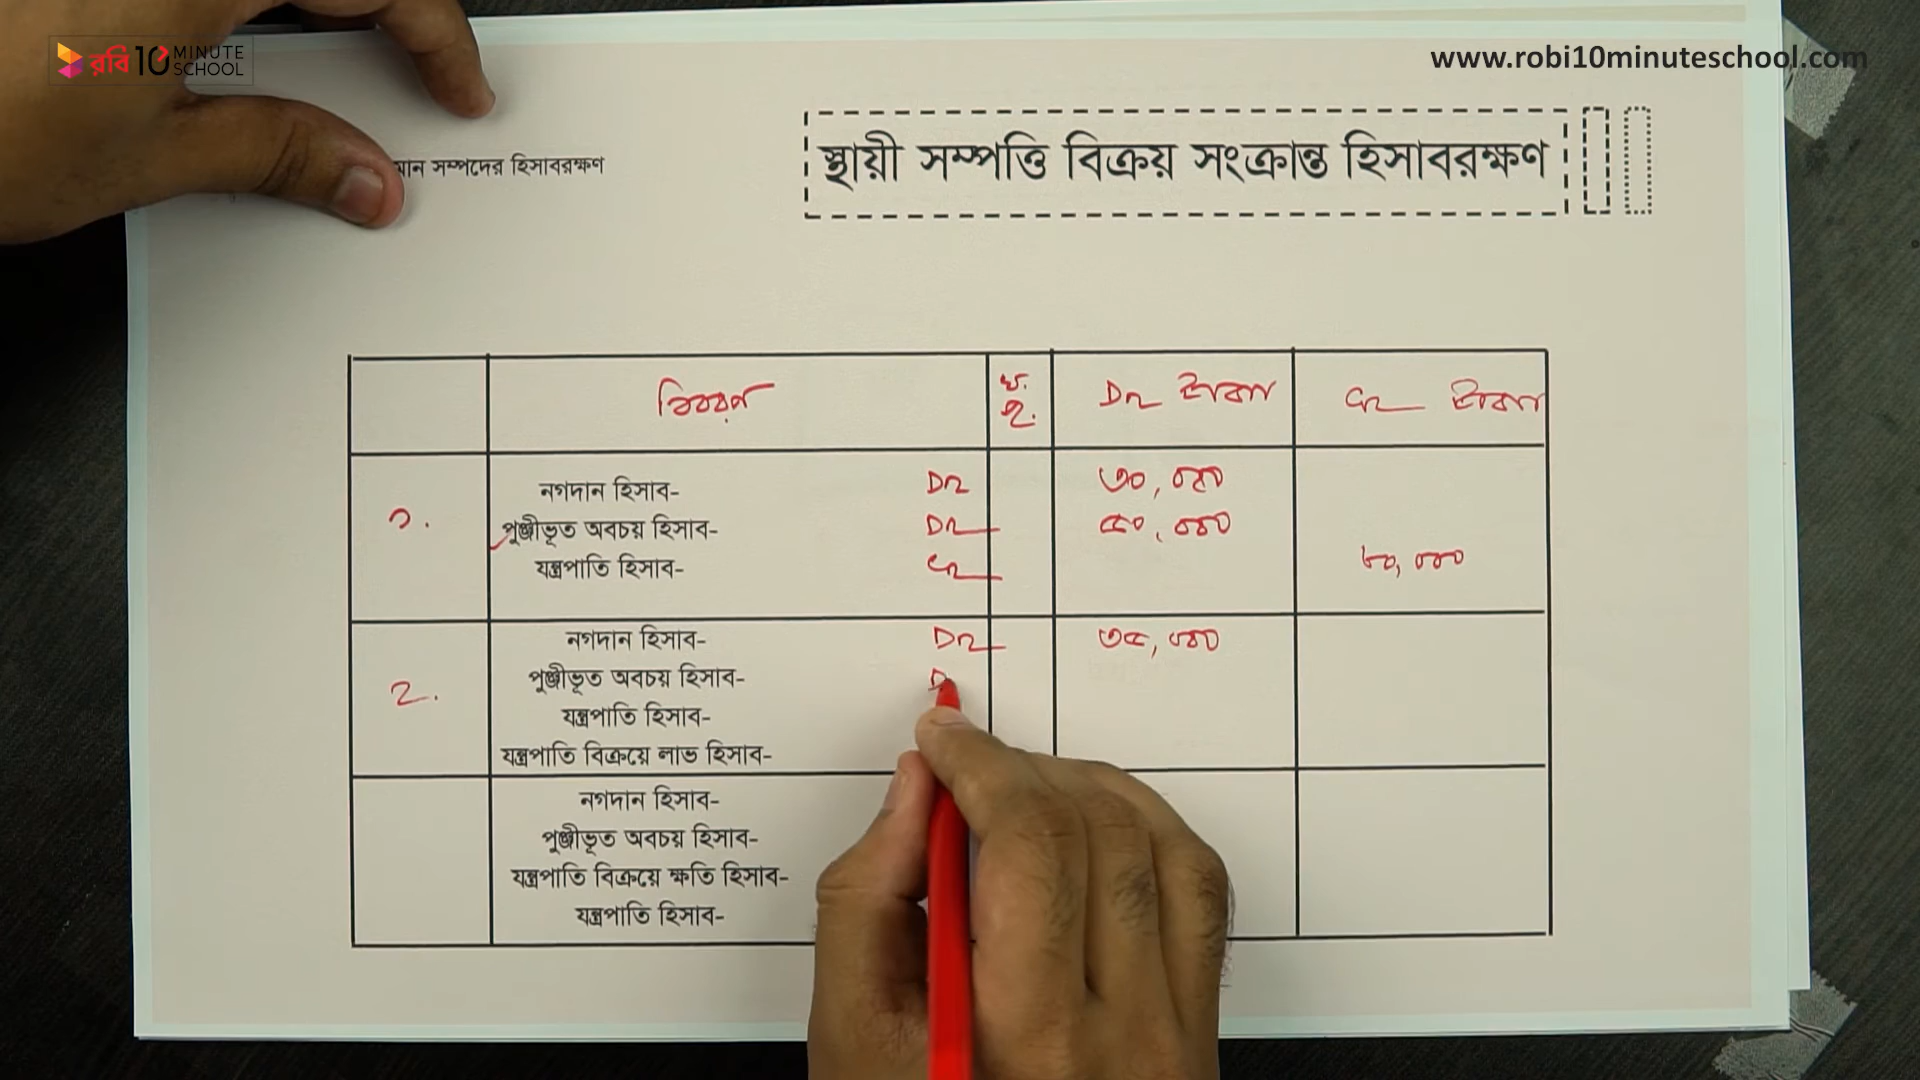 রবি 10 MINUTE SCHOOL
www.robi10minuteschool.com
মান সম্পদের হিসাবরক্ষণ
স্থায়ী সম্পত্তি বিক্রয় সংক্রান্ত হিসাবরক্ষণ
বিবরণ খ. পৃ. Dr টাকা Cr টাকা
১.
নগদান হিসাব- Dr ৩০,০০০
পুঞ্জীভূত অবচয় হিসাব- Dr ৫০,০০০
যন্ত্রপাতি হিসাব- Cr ৮০,০০০
২.
নগদান হিসাব- Dr ৩৫,০০০
পুঞ্জীভূত অবচয় হিসাব- D
যন্ত্রপাতি হিসাব-
যন্ত্রপাতি বিক্রয়ে লাভ হিসাব-
নগদান হিসাব-
পুঞ্জীভূত অবচয় হিসাব-
যন্ত্রপাতি বিক্রয়ে ক্ষতি হিসাব-
যন্ত্রপাতি হিসাব-